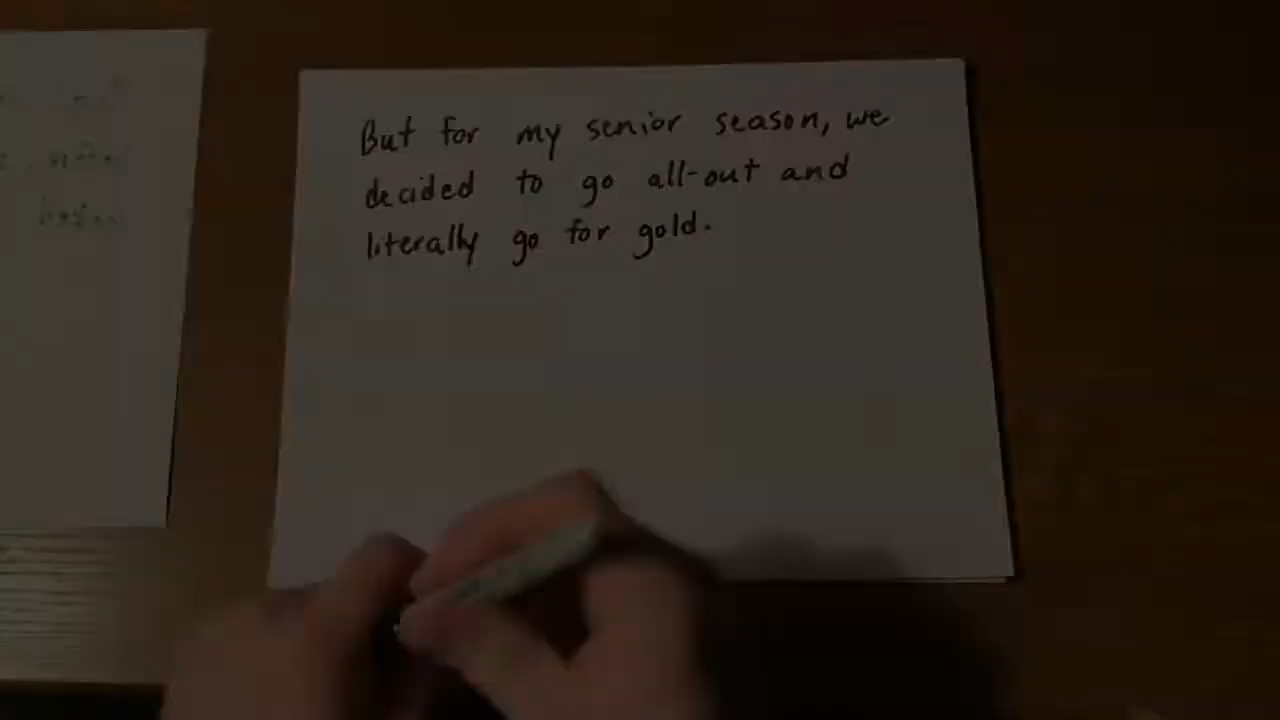 But for my senior season, we
decided to go all-out and
literally go for gold.